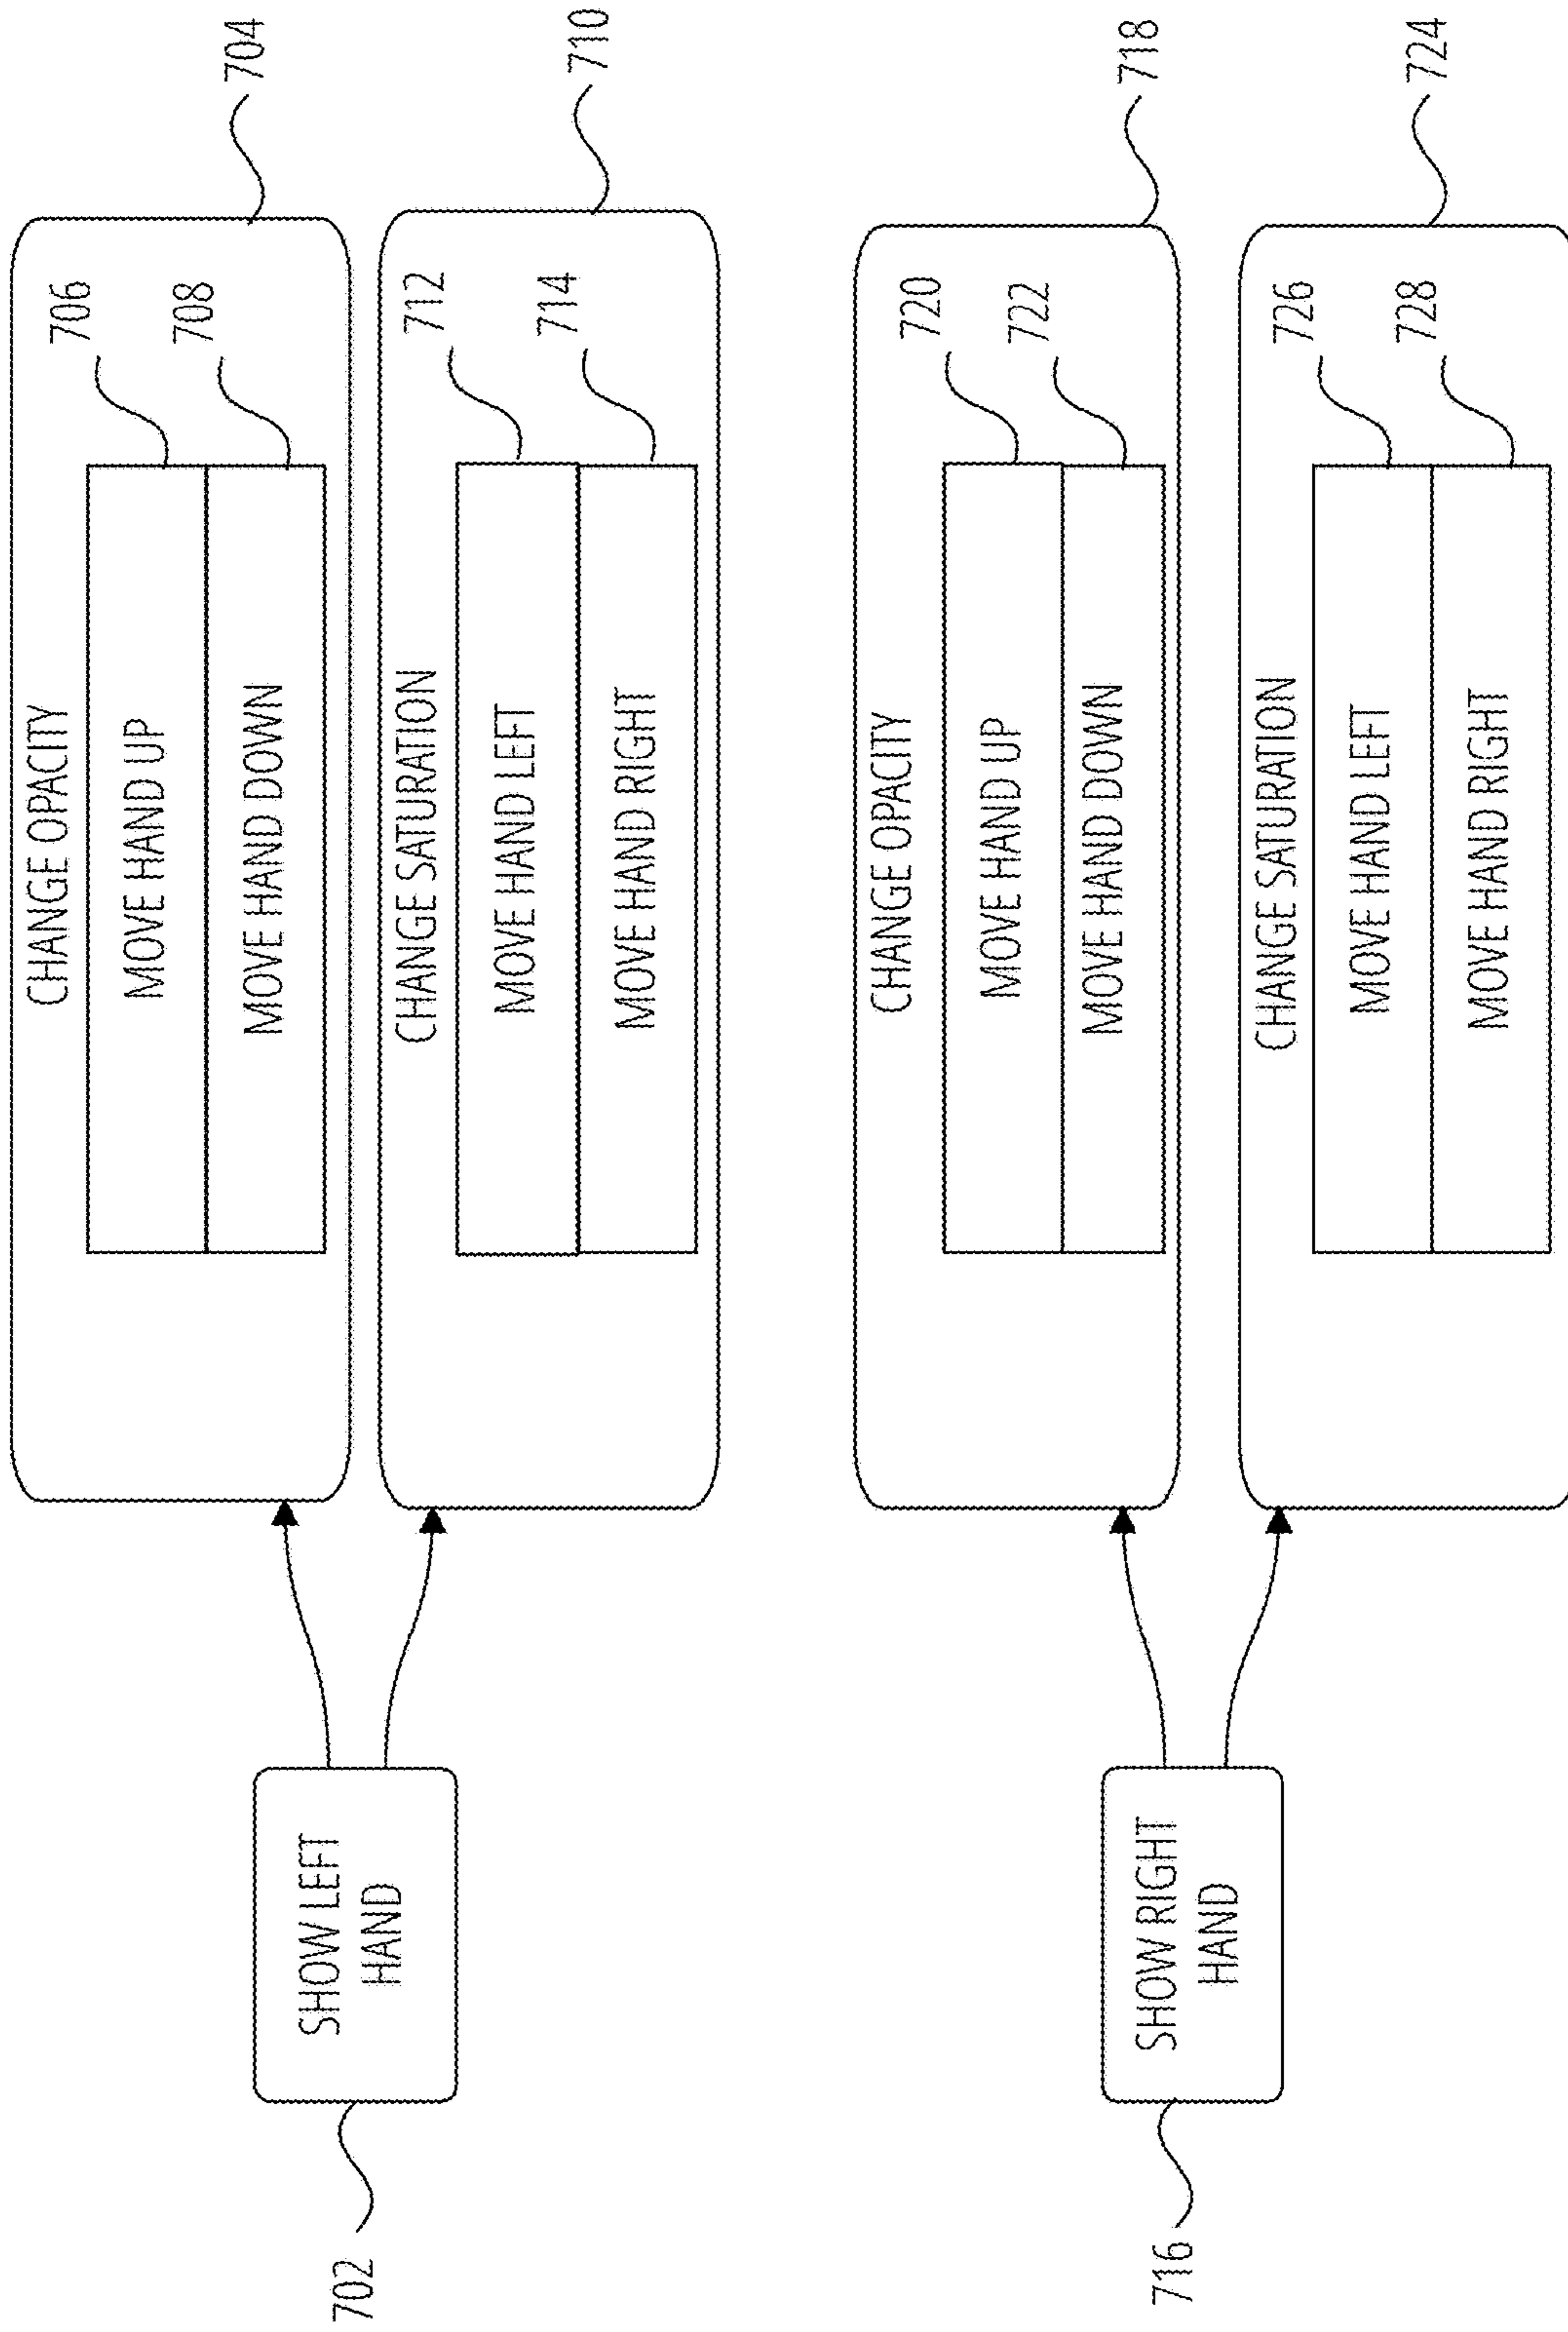 CHANGE OPACITY
704
706
MOVE HAND UP
708
MOVE HAND DOWN
SHOW LEFT
HAND
702
CHANGE SATURATION
710
712
MOVE HAND LEFT
714
MOVE HAND RIGHT
CHANGE OPACITY
718
720
MOVE HAND UP
722
MOVE HAND DOWN
SHOW RIGHT
HAND
716
CHANGE SATURATION
724
726
MOVE HAND LEFT
728
MOVE HAND RIGHT